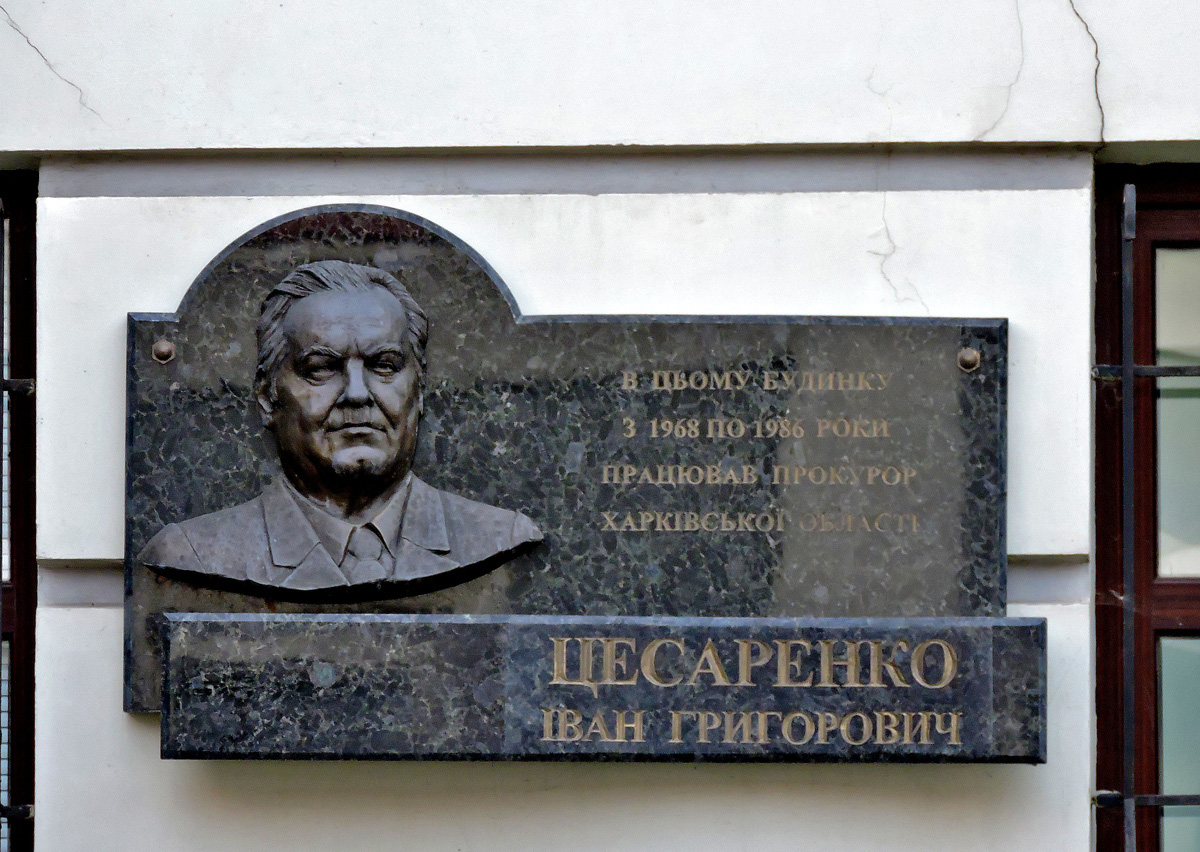 В ЦЬОМУ БУДИНКУ
З 1968 ПО 1986 РОКИ
ПРАЦЮВАВ ПРОКУРОР
ХАРКІВСЬКОЇ ОБЛАСТІ
ЦЕСАРЕНКО
ІВАН ГРИГОРОВИЧ